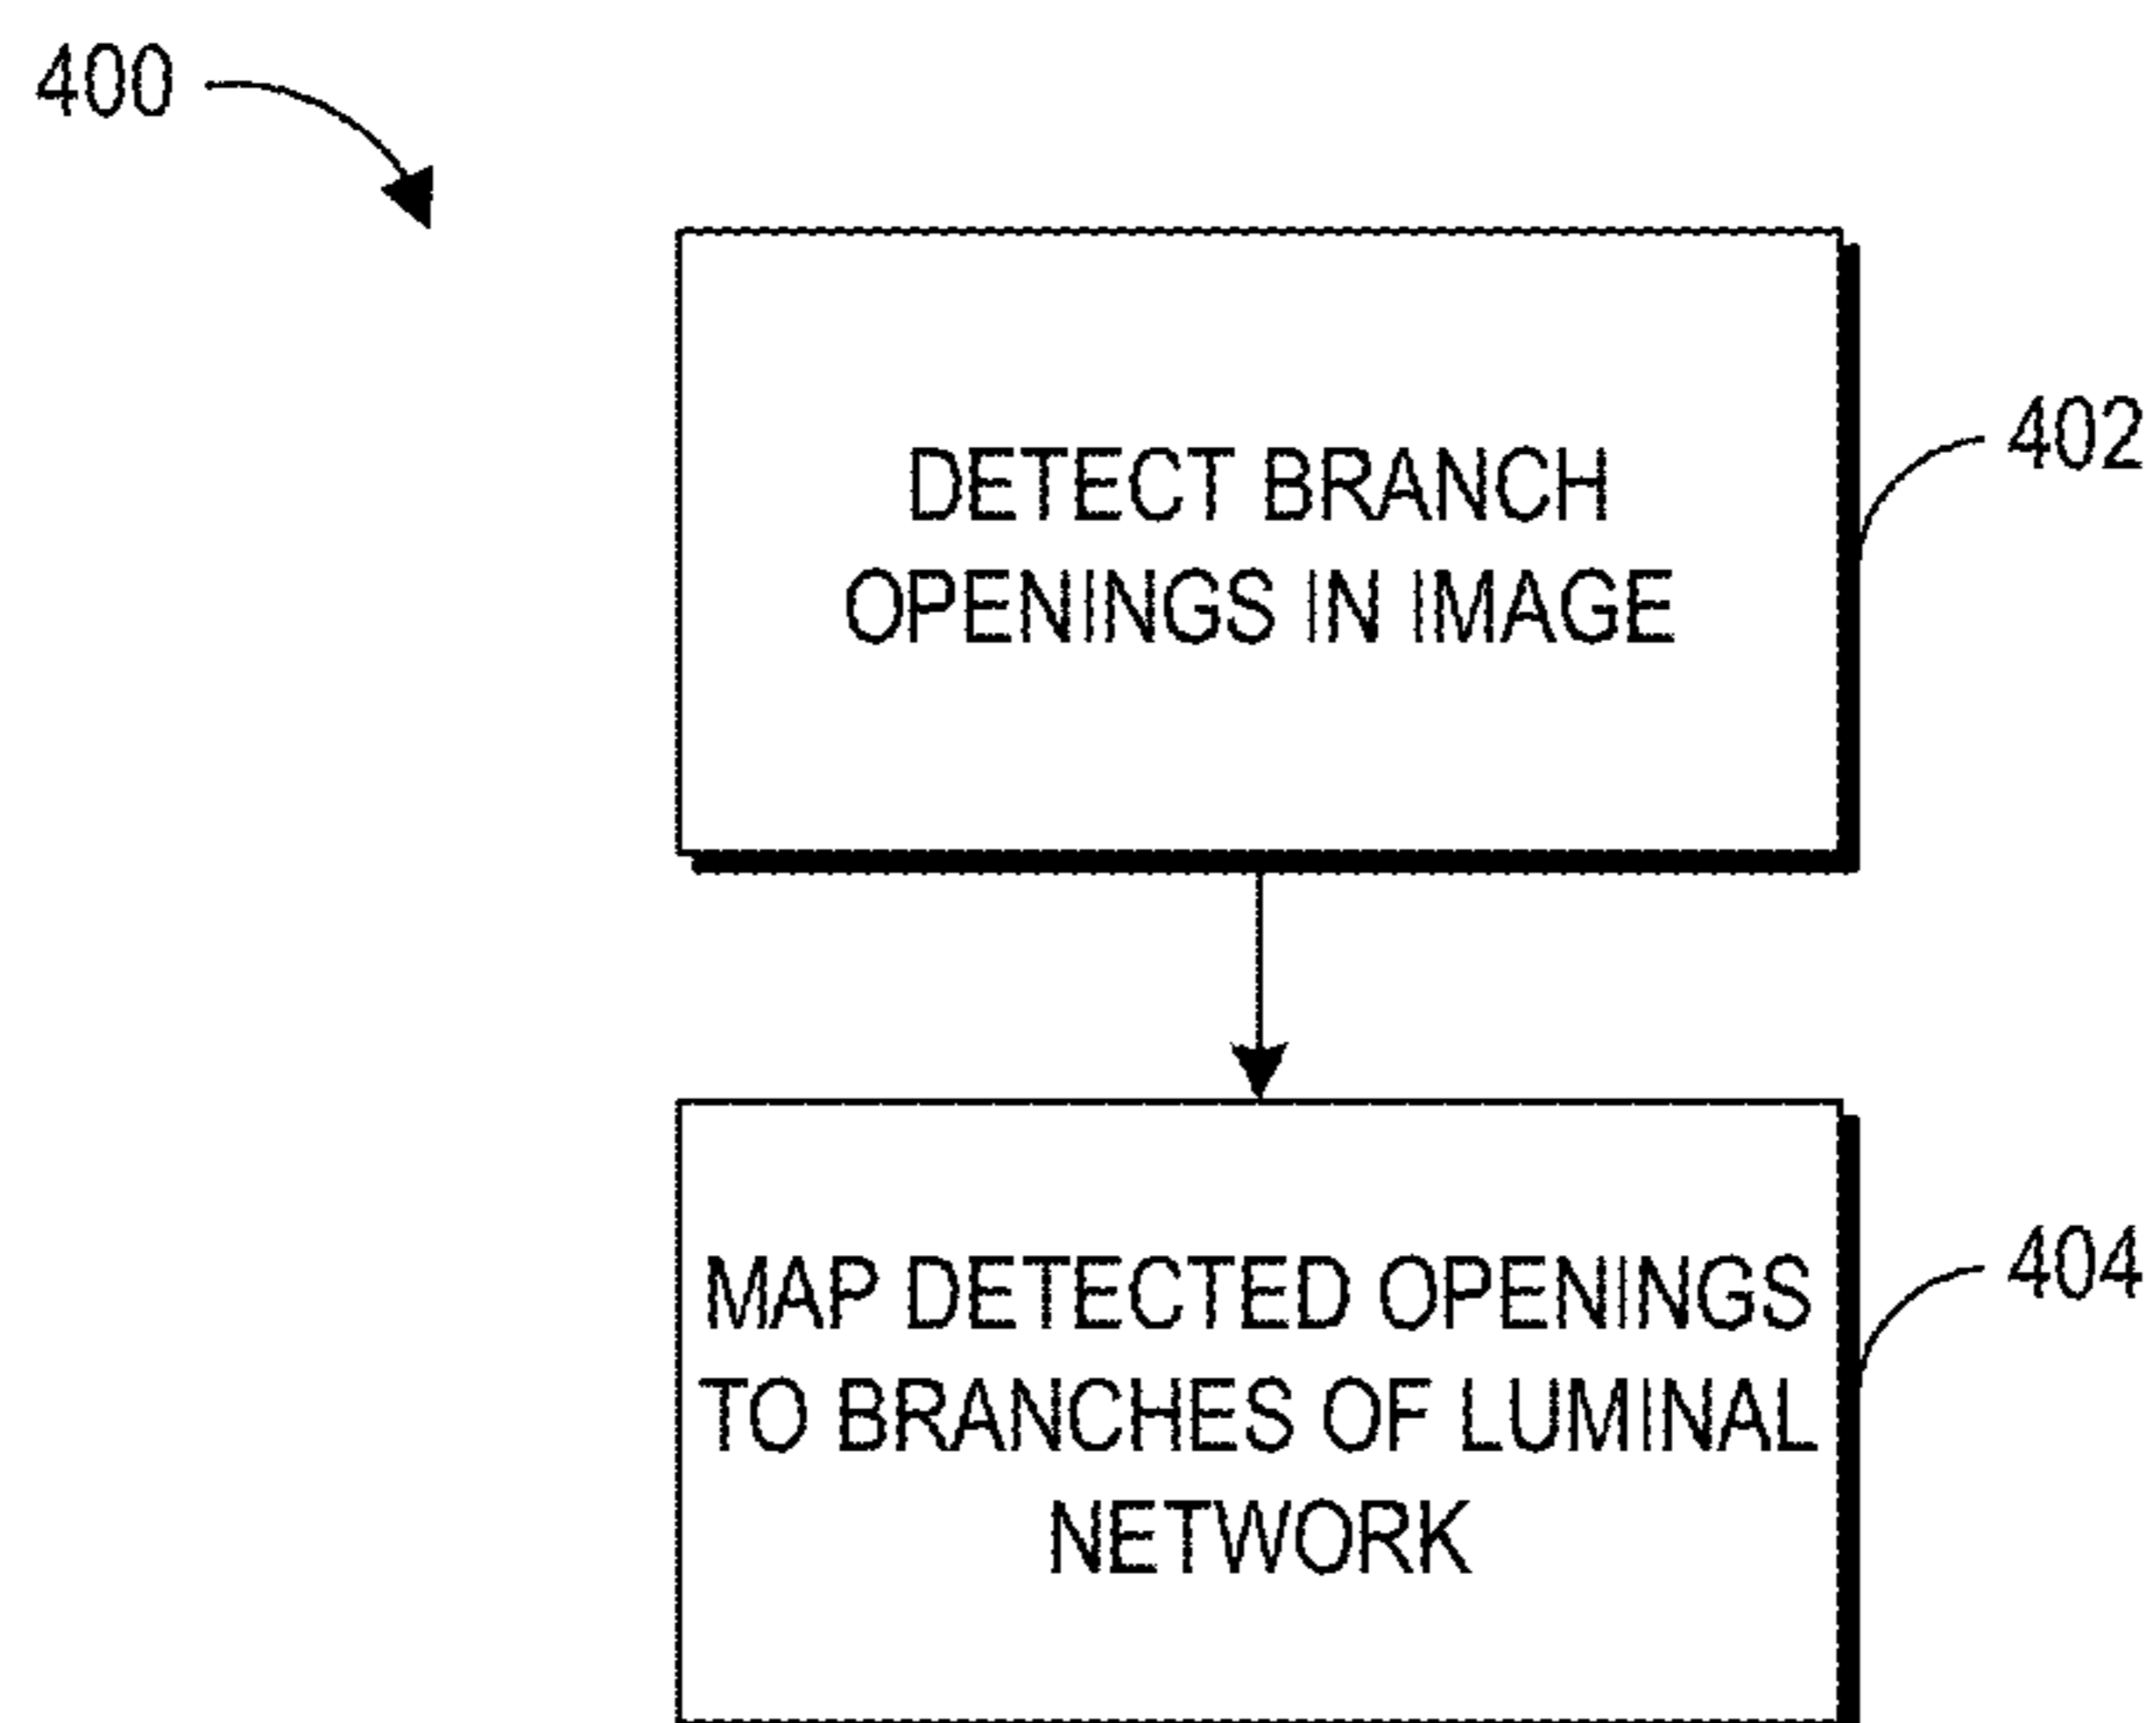 400
402
DETECT BRANCH
OPENINGS IN IMAGE
404
MAP DETECTED OPENINGS
TO BRANCHES OF LUMINAL
NETWORK